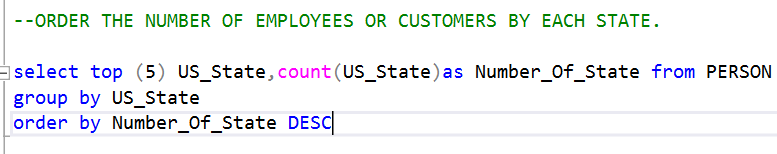 --ORDER THE NUMBER OF EMPLOYEES OR CUSTOMERS BY EACH STATE.
select top (5) US_State,count(US_State)as Number_Of_State from PERSON
group by US_State
order by Number_Of_State DESC